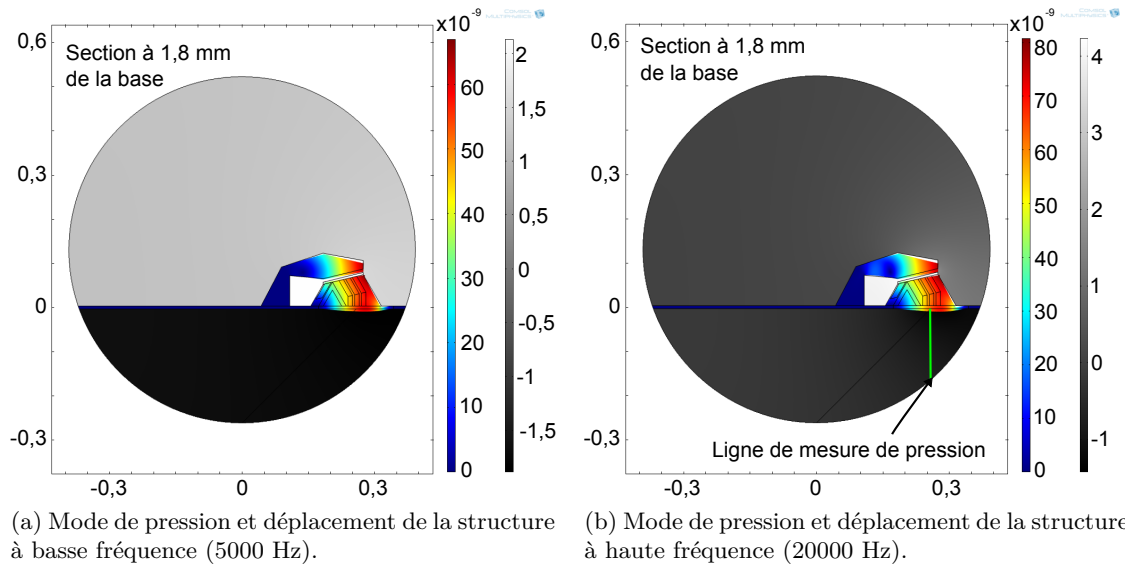 x10⁻⁹
COMSOL
MULTIPHYSICS
Section à 1,8 mm
de la base
0,6
0,3
0
-0,3
-0,3
0
0,3
60
50
40
30
20
10
0
2
1,5
1
0,5
0
-0,5
-1
-1,5
(a) Mode de pression et déplacement de la structure
à basse fréquence (5000 Hz).
x10⁻⁹
COMSOL
MULTIPHYSICS
Section à 1,8 mm
de la base
0,6
0,3
0
-0,3
-0,3
0
0,3
Ligne de mesure de pression
80
70
60
50
40
30
20
10
0
4
3
2
1
0
-1
(b) Mode de pression et déplacement de la structure
à haute fréquence (20000 Hz).